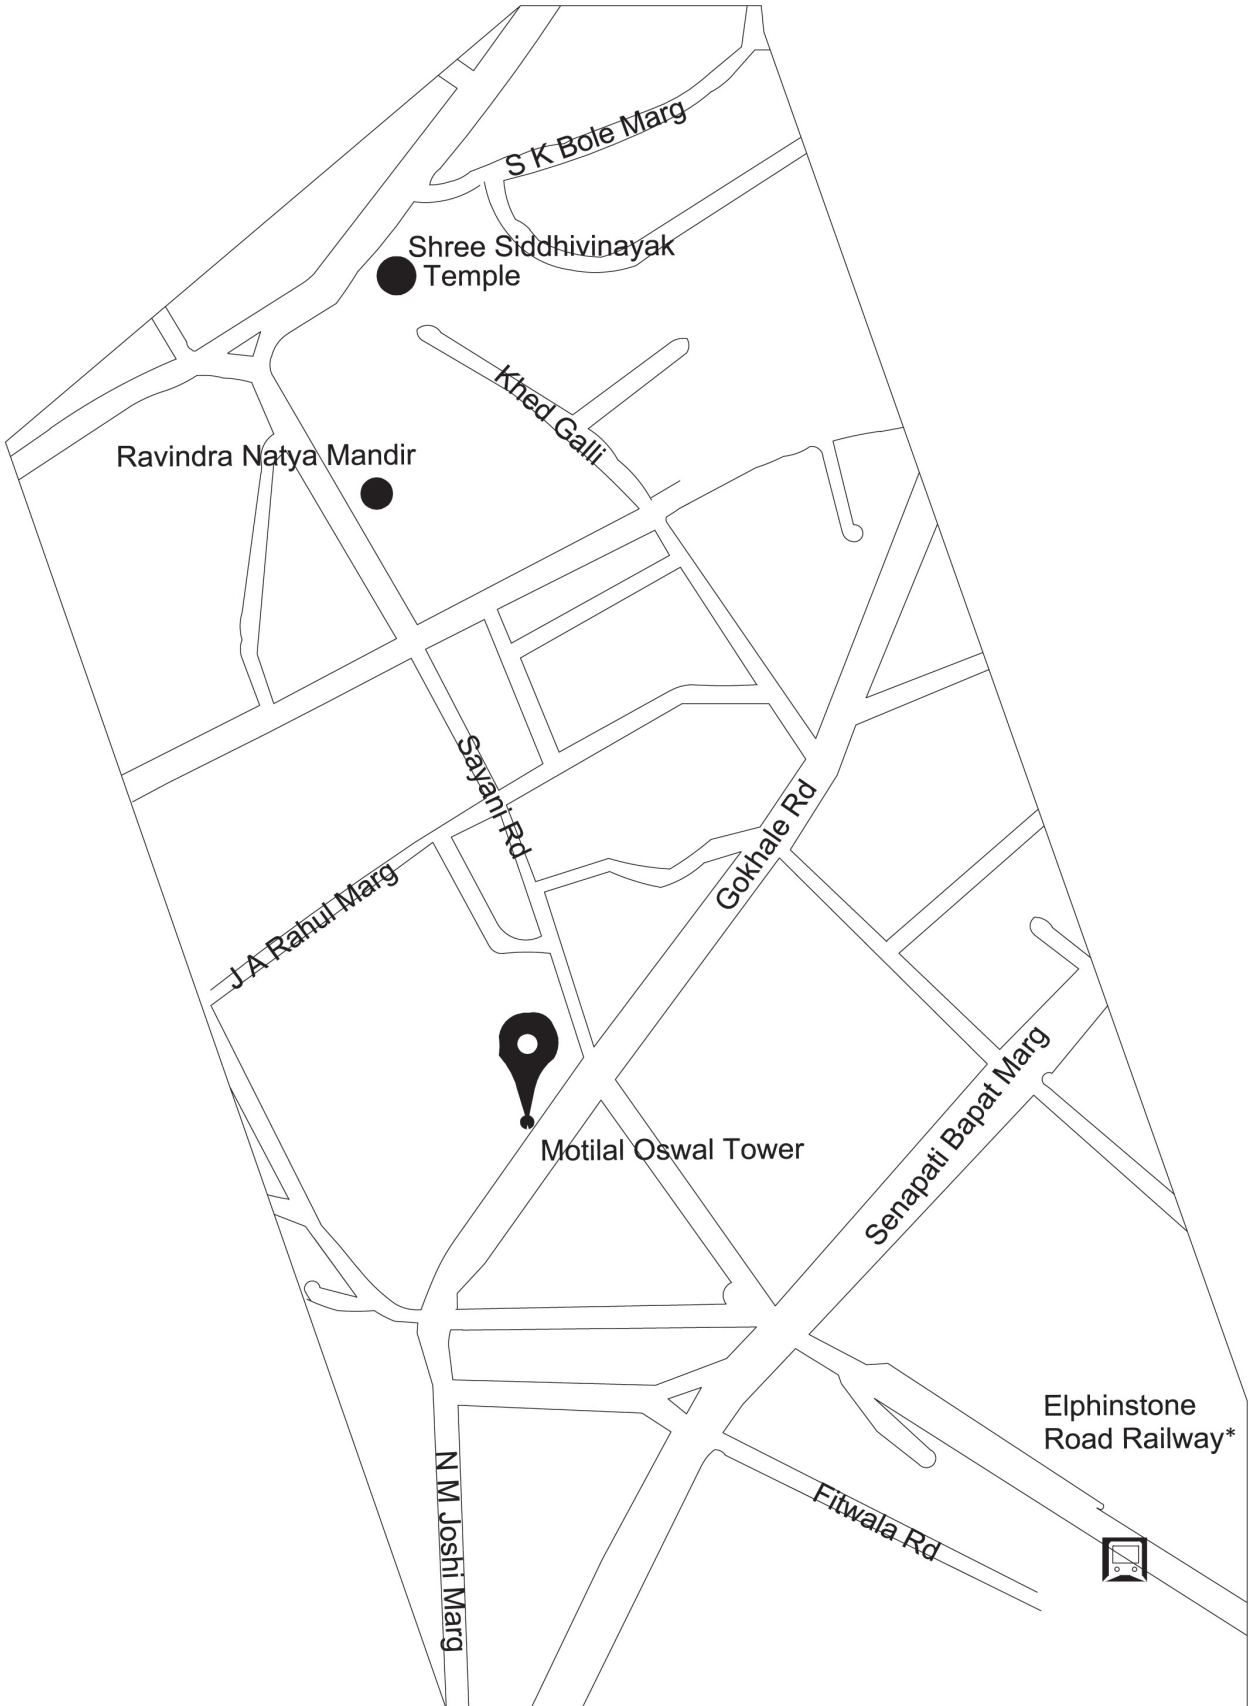 S K Bole Marg
Shree Siddhivinayak
Temple
Khed Galli
Ravindra Natya Mandir
Sayani Rd
Gokhale Rd
J A Rahul Marg
Senapati Bapat Marg
Motilal Oswal Tower
Elphinstone
Road Railway*
N M Joshi Marg
Fitwala Rd